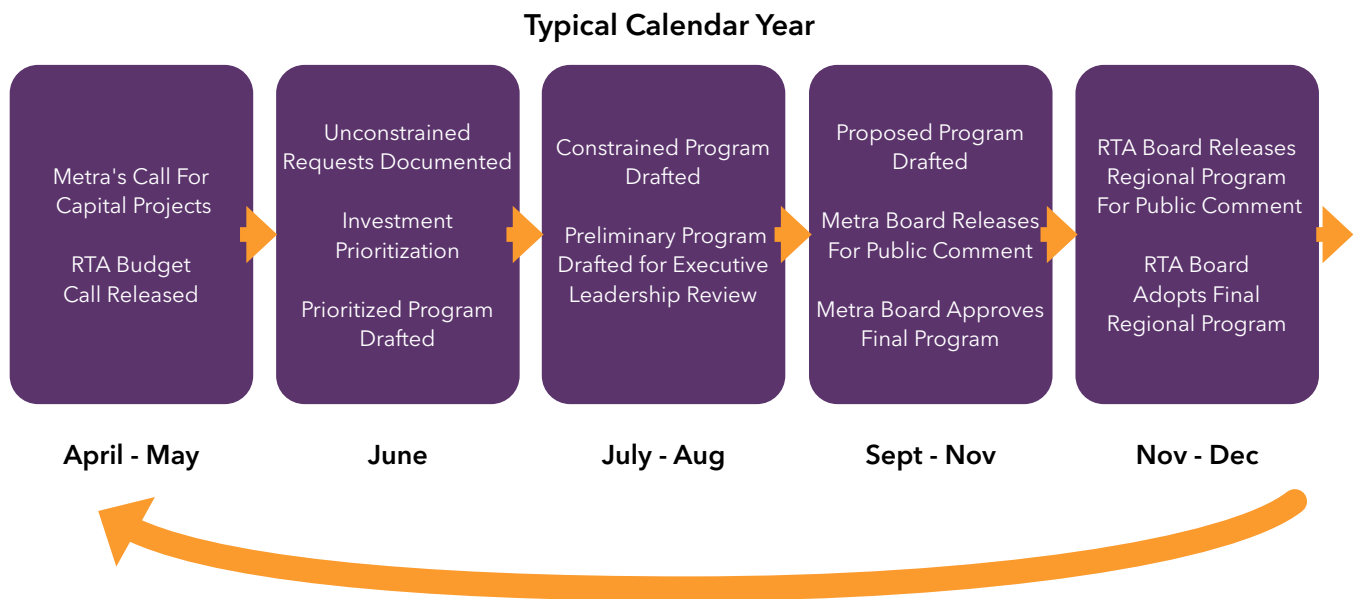 Typical Calendar Year
Metra's Call For
Capital Projects
RTA Budget
Call Released
Unconstrained
Requests Documented
Investment
Prioritization
Prioritized Program
Drafted
Constrained Program
Drafted
Preliminary Program
Drafted for Executive
Leadership Review
Proposed Program
Drafted
Metra Board Releases
For Public Comment
Metra Board Approves
Final Program
RTA Board Releases
Regional Program
For Public Comment
RTA Board
Adopts Final
Regional Program
April - May
June
July - Aug
Sept - Nov
Nov - Dec